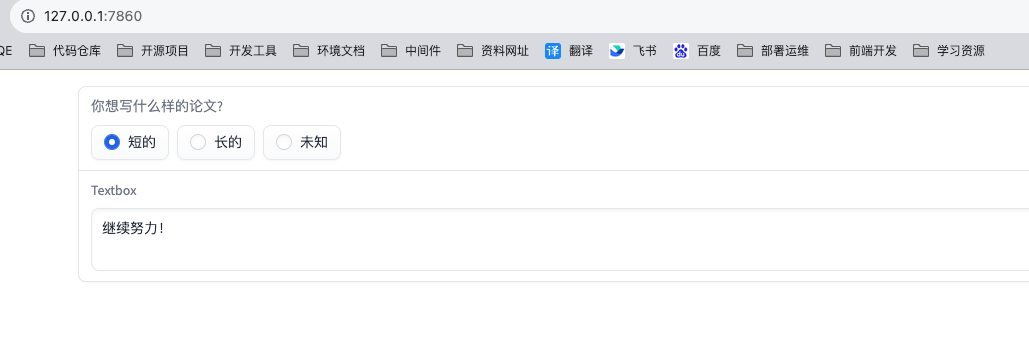 127.0.0.1:7860
QE 代码仓库 开源项目 开发工具 环境文档 中间件 资料网址 译 翻译 飞书 百度 部署运维 前端开发 学习资源
你想写什么样的论文?
短的 长的 未知
Textbox
继续努力!